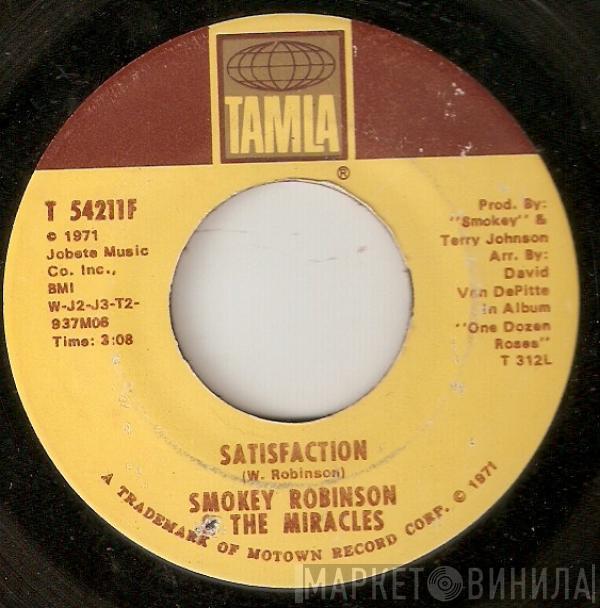 TAMLA
®
T 54211F
© 1971
Jobete Music
Co. Inc.,
BMI
W-J2-J3-T2-
937M06
Time: 3:08
Prod. By:
"Smokey" &
Terry Johnson
Arr. By:
David
Van DePitte
In Album
"One Dozen
Roses"
T 312L
SATISFACTION
(W. Robinson)
SMOKEY ROBINSON
& THE MIRACLES
A TRADEMARK OF MOTOWN RECORD CORP. © 1971
МАРКЕТ ВИНИЛА